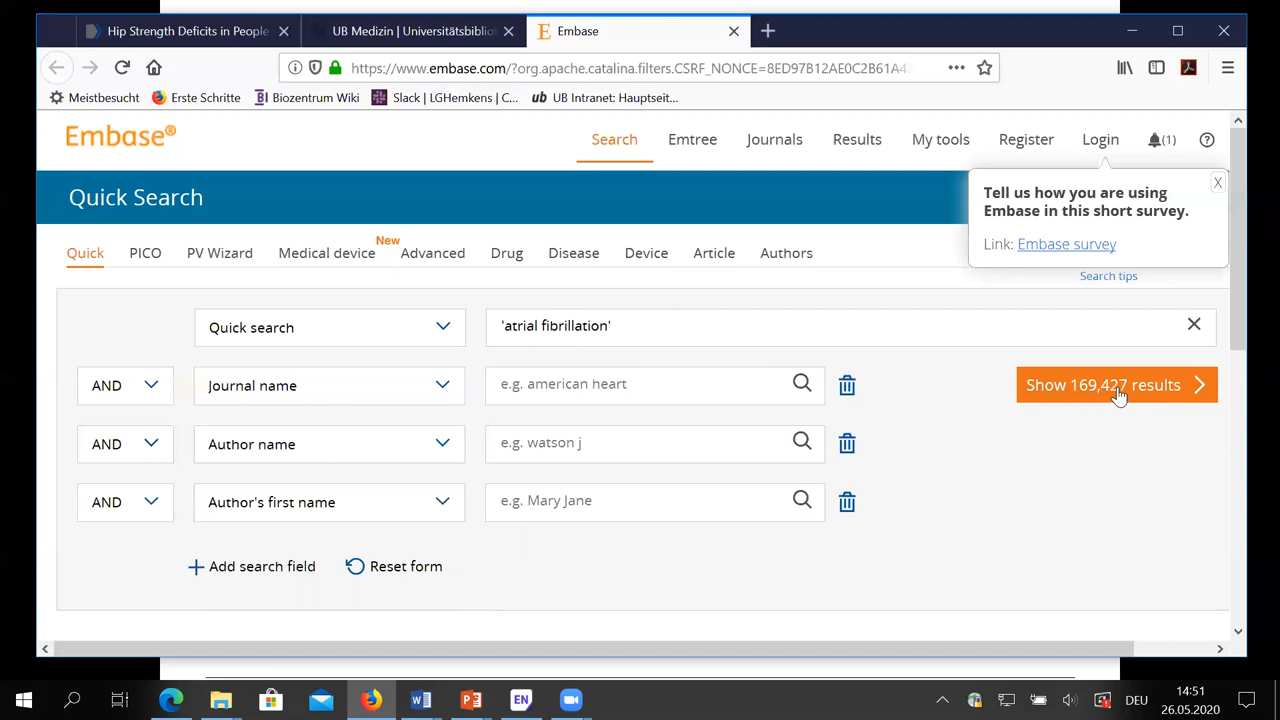 Hip Strength Deficits in People
UB Medizin | Universitätsbiblio
Embase
https://www.embase.com/?org.apache.catalina.filters.CSRF_NONCE=8ED97B12AE0C2B61A4
Meistbesucht
Erste Schritte
Biozentrum Wiki
Slack | LGHemkens | C...
UB Intranet: Hauptseit...
Embase®
Search
Emtree
Journals
Results
My tools
Register
Login
(1)
Quick Search
Tell us how you are using
Embase in this short survey.
Link: Embase survey
X
Search tips
Quick
PICO
PV Wizard
Medical device
New
Advanced
Drug
Disease
Device
Article
Authors
Quick search
'atrial fibrillation'
AND
Journal name
e.g. american heart
Show 169,427 results
AND
Author name
e.g. watson j
AND
Author's first name
e.g. Mary Jane
Add search field
Reset form
EN
DEU
14:51
26.05.2020